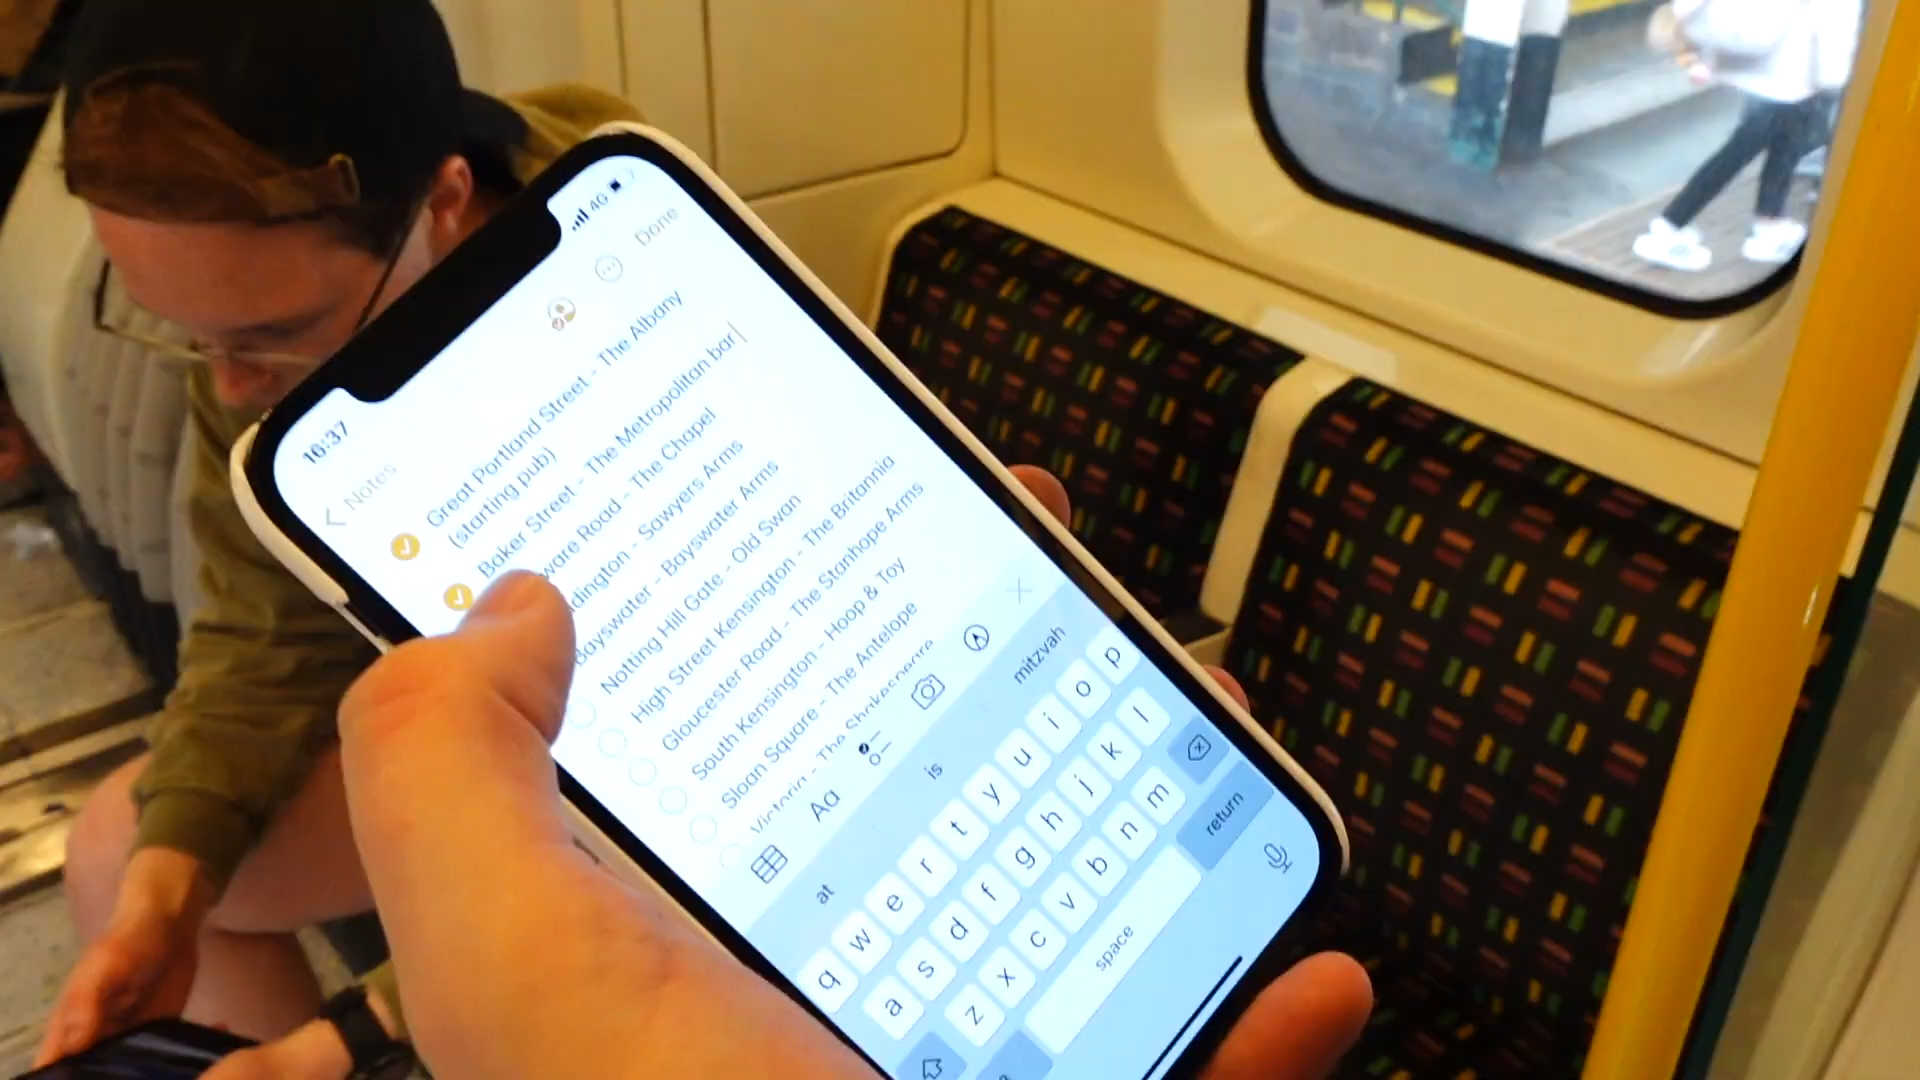 16:37
4G
Notes
Done
J
Great Portland Street - The Albany
(starting pub)
J
Baker Street - The Metropolitan bar
ware Road - The Chapel
dington - Sawyers Arms
Bayswater - Bayswater Arms
Notting Hill Gate - Old Swan
High Street Kensington - The Britannia
Gloucester Road - The Stanhope Arms
South Kensington - Hoop & Toy
Sloan Square - The Antelope
Victoria - The
Aa
at
is
mitzvah
q w e r t y u i o p
a s d f g h j k l
z x c v b n m
space
return